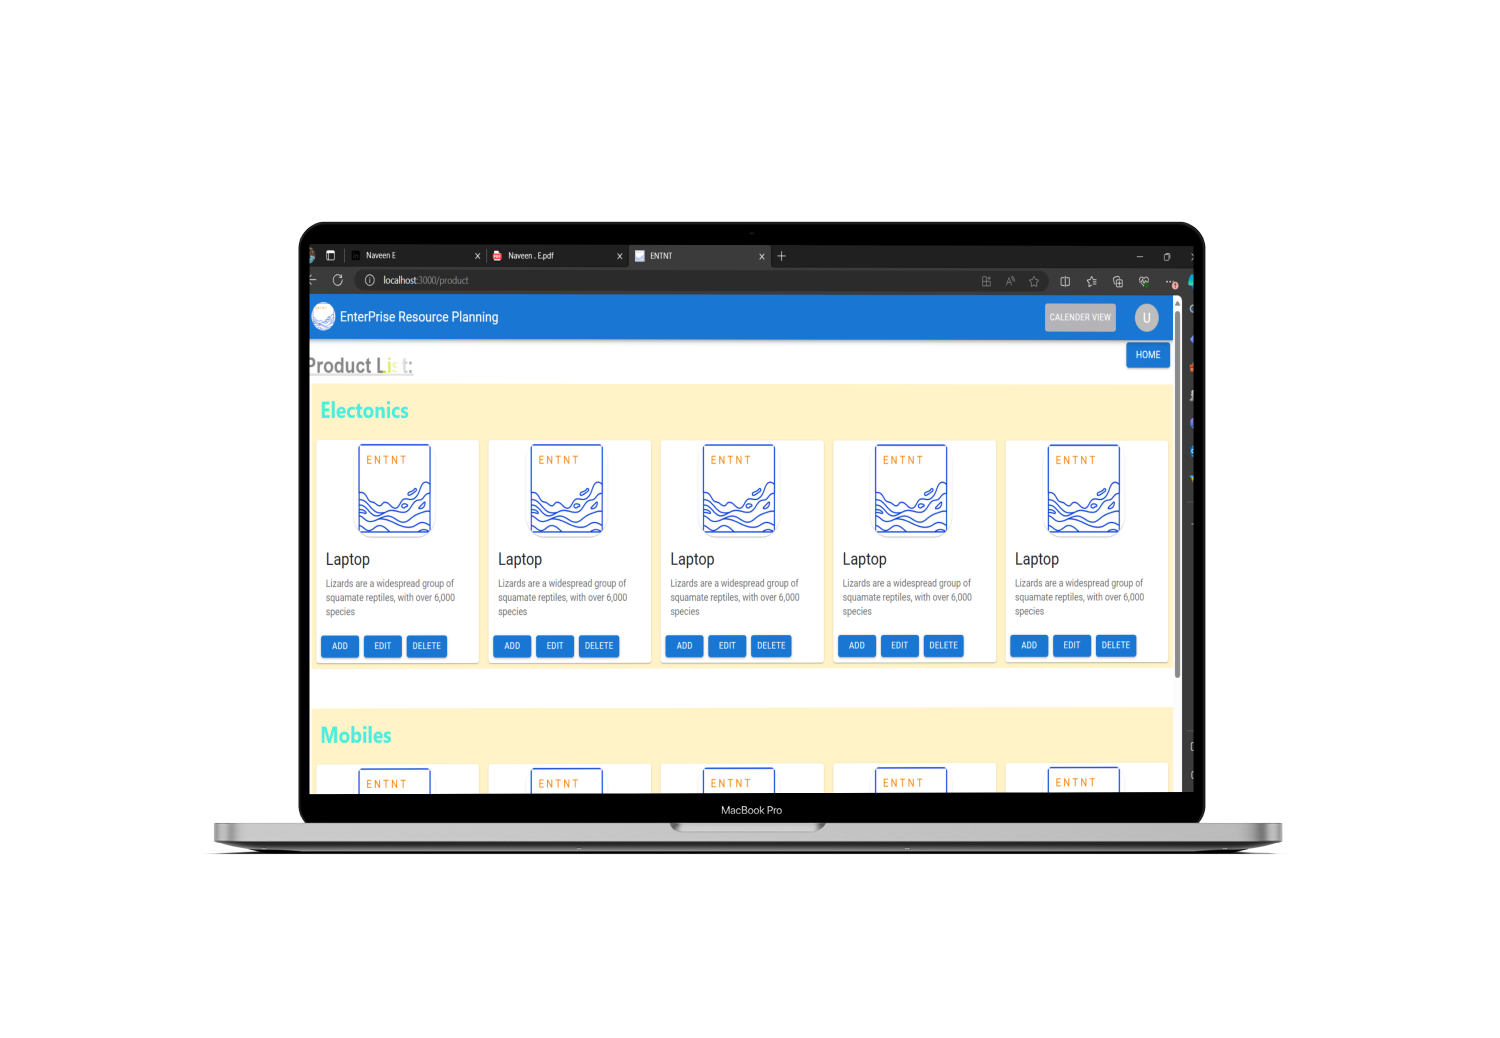 Naveen E
Naveen . E.pdf
ENTNT
localhost:3000/product
EnterPrise Resource Planning
CALENDER VIEW
U
Product List:
HOME
Electonics
ENTNT ENTNT ENTNT ENTNT ENTNT
Laptop Laptop Laptop Laptop Laptop
Lizards are a widespread group of Lizards are a widespread group of Lizards are a widespread group of Lizards are a widespread group of Lizards are a widespread group of
squamate reptiles, with over 6,000 squamate reptiles, with over 6,000 squamate reptiles, with over 6,000 squamate reptiles, with over 6,000 squamate reptiles, with over 6,000
species species species species species
ADD EDIT DELETE ADD EDIT DELETE ADD EDIT DELETE ADD EDIT DELETE ADD EDIT DELETE
Mobiles
ENTNT ENTNT ENTNT ENTNT ENTNT
MacBook Pro